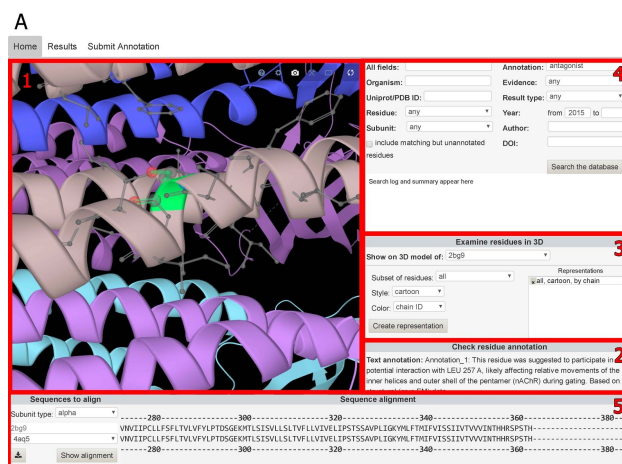 A
Home Results Submit Annotation
1
All fields: Annotation: antagonist 4
Organism: Evidence: any
Uniprot/PDB ID: Result type: any
Residue: any Year: from 2015 to
Subunit: any Author:
include matching but unannotated DOI:
residues
Search the database
Search log and summary appear here
Examine residues in 3D 3
Show on 3D model of: 2bg9
Subset of residues: all Representations
Style: cartoon all, cartoon, by chain
Color: chain ID
Create representation
Check residue annotation 2
Text annotation: Annotation_1: This residue was suggested to participate in a
potential interaction with LEU 257 A, likely affecting relative movements of the
inner helices and outer shell of the pentamer (nAChR) during gating. Based on
Sequences to align Sequence alignment 5
Subunit type: alpha
------280----------------300----------------320----------------340----------------360----------------380-
2bg9 VNVIIPCLLFSFLTVLVFYLPTDSGEKMTLSISVLLSLTVFLLVIVELIPSTSSAVPLIGKYMLFTMIFVISSIIVTVVVINTHHRSPSTH
4aq5 VNVIIPCLLFSFLTVLVFYLPTDSGEKMTLSISVLLSLTVFLLVIVELIPSTSSAVPLIGKYMLFTMIFVISSIIVTVVVINTHHRSPSTH
------280----------------300----------------320----------------340----------------360----------------380-
Show alignment